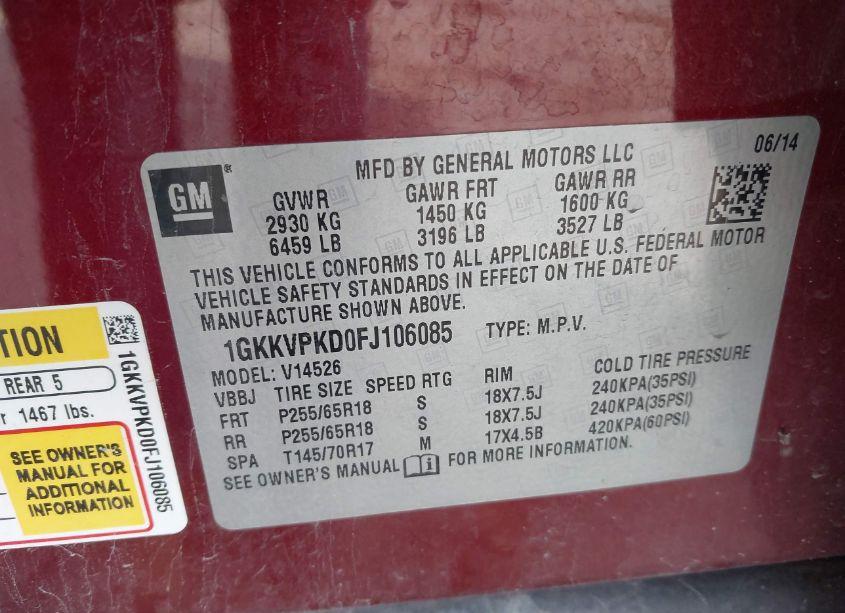 GM
MFD BY GENERAL MOTORS LLC
06/14
GVWR
2930 KG
6459 LB
GAWR FRT
1450 KG
3196 LB
GAWR RR
1600 KG
3527 LB
THIS VEHICLE CONFORMS TO ALL APPLICABLE U.S. FEDERAL MOTOR
VEHICLE SAFETY STANDARDS IN EFFECT ON THE DATE OF
MANUFACTURE SHOWN ABOVE.
1GKKVPKD0FJ106085 TYPE: M.P.V.
MODEL: V14526
VBBJ TIRE SIZE SPEED RTG RIM COLD TIRE PRESSURE
FRT P255/65R18 S 18X7.5J 240KPA(35PSI)
RR P255/65R18 S 18X7.5J 240KPA(35PSI)
SPA T145/70R17 M 17X4.5B 420KPA(60PSI)
SEE OWNER'S MANUAL FOR MORE INFORMATION.
TION
REAR 5
r 1467 lbs.
SEE OWNER'S
MANUAL FOR
ADDITIONAL
INFORMATION
1GKKVPKD0FJ106085